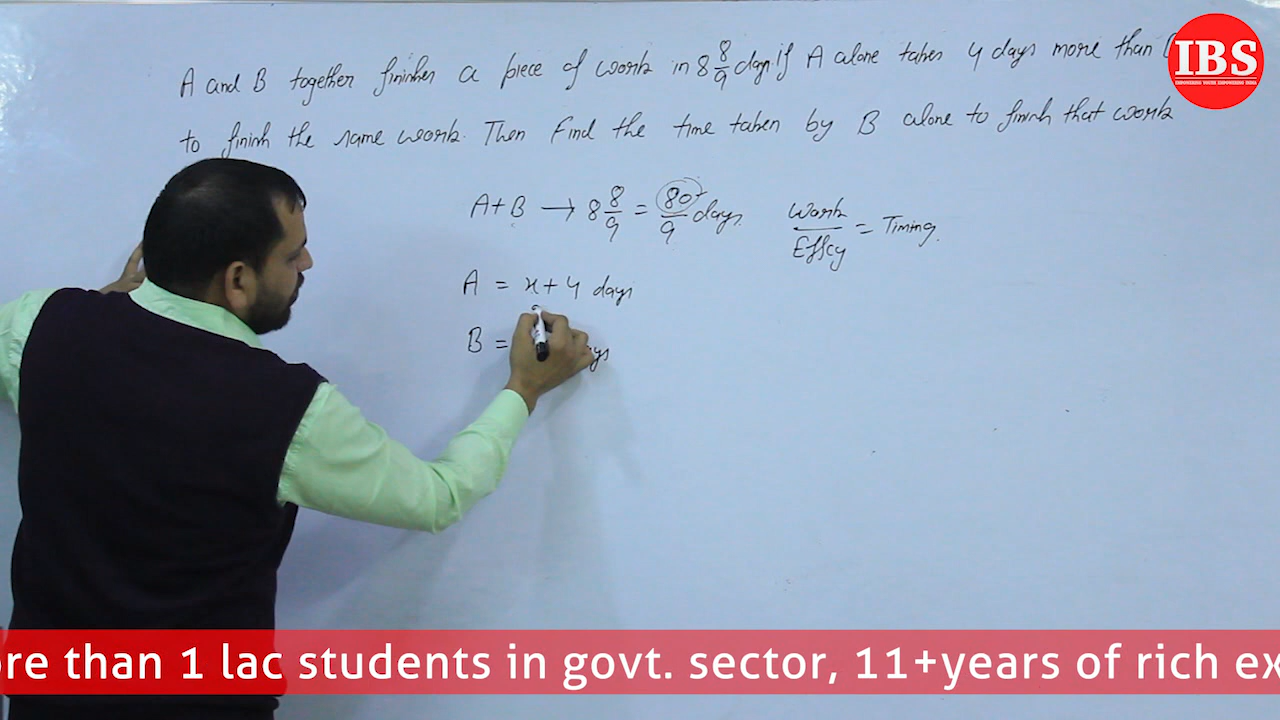 A and B together finishes a piece of work in 8 8/9 days. If A alone takes 4 days more than
to finish the same work. Then Find the time taken by B alone to finish that work
A+B → 8 8/9 = 80/9 days. Work/Effcy = Timing.
A = x+4 days
B =
IBS
ore than 1 lac students in govt. sector, 11+years of rich ex